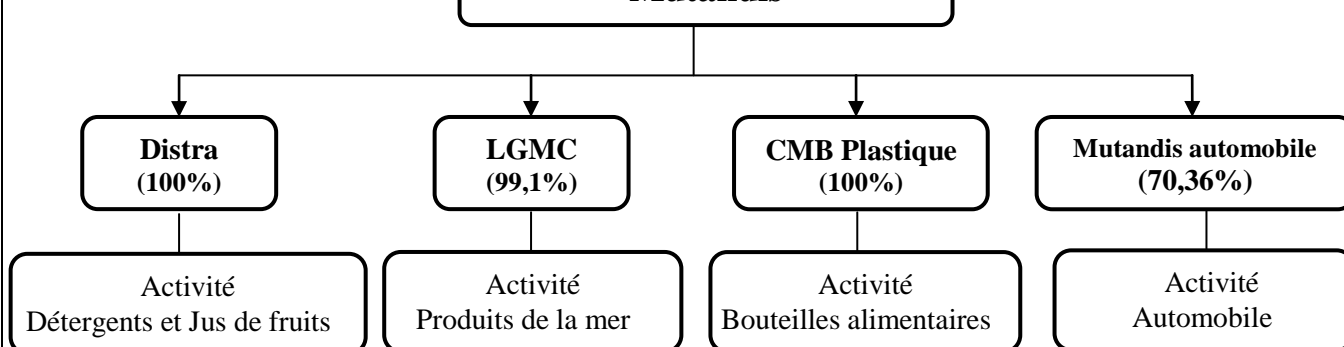 Distra
(100%)
LGMC
(99,1%)
CMB Plastique
(100%)
Mutandis automobile
(70,36%)
Activité
Détergents et Jus de fruits
Activité
Produits de la mer
Activité
Bouteilles alimentaires
Activité
Automobile